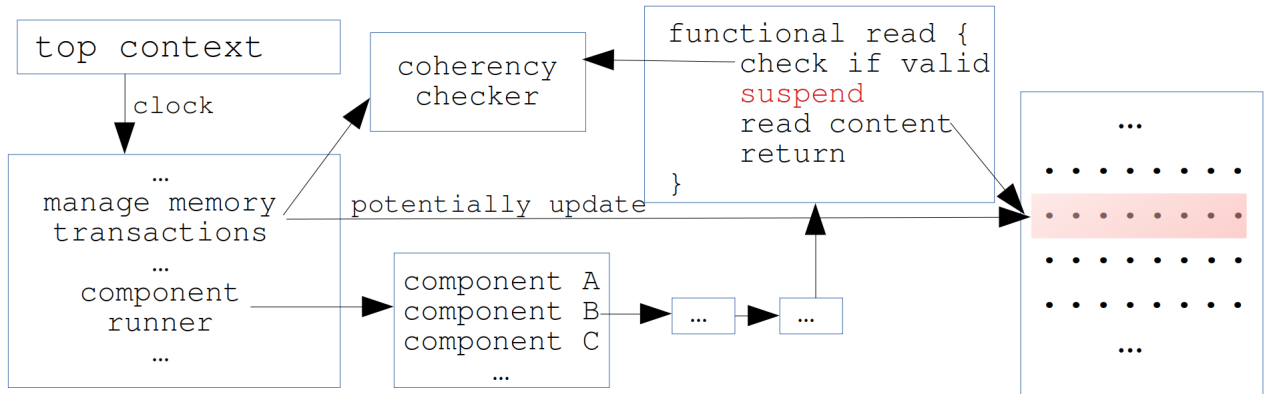 top context
clock
…
manage memory
transactions
…
component
runner
…
coherency
checker
potentially update
component A
component B
component C
…
…
…
functional read {
check if valid
suspend
read content
return
}
…
…